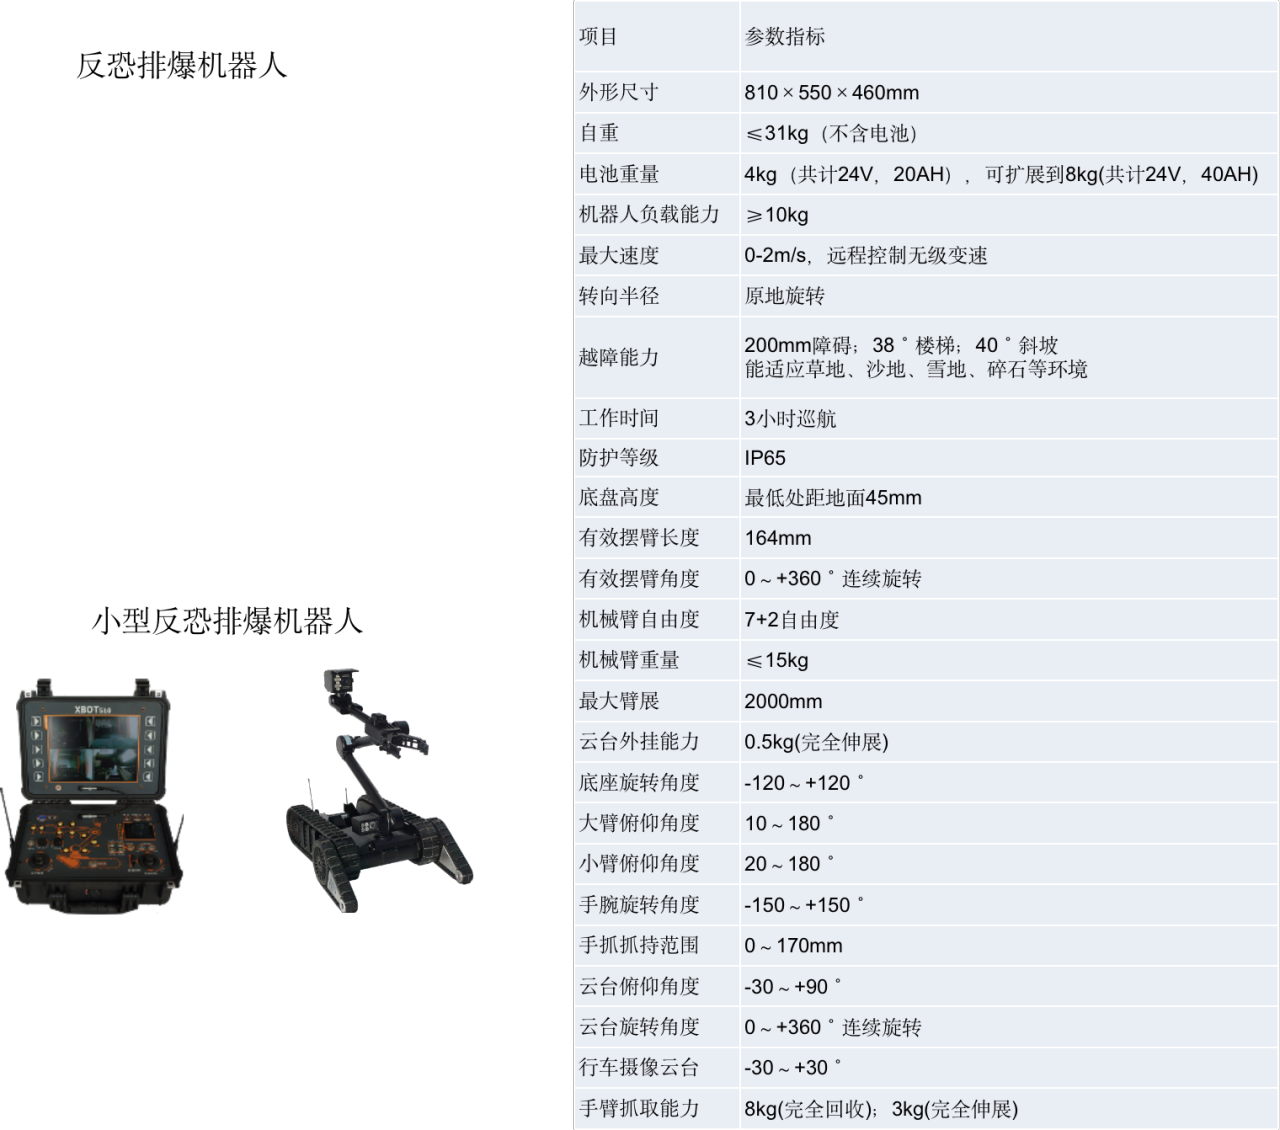 反恐排爆机器人
小型反恐排爆机器人
XBOT510
项目 参数指标
外形尺寸 810×550×460mm
自重 ≤31kg（不含电池）
电池重量 4kg（共计24V，20AH），可扩展到8kg(共计24V，40AH)
机器人负载能力 ≥10kg
最大速度 0-2m/s，远程控制无级变速
转向半径 原地旋转
越障能力 200mm障碍；38°楼梯；40°斜坡
能适应草地、沙地、雪地、碎石等环境
工作时间 3小时巡航
防护等级 IP65
底盘高度 最低处距地面45mm
有效摆臂长度 164mm
有效摆臂角度 0～+360°连续旋转
机械臂自由度 7+2自由度
机械臂重量 ≤15kg
最大臂展 2000mm
云台外挂能力 0.5kg(完全伸展)
底座旋转角度 -120～+120°
大臂俯仰角度 10～180°
小臂俯仰角度 20～180°
手腕旋转角度 -150～+150°
手抓抓持范围 0～170mm
云台俯仰角度 -30～+90°
云台旋转角度 0～+360°连续旋转
行车摄像云台 -30～+30°
手臂抓取能力 8kg(完全回收)；3kg(完全伸展)